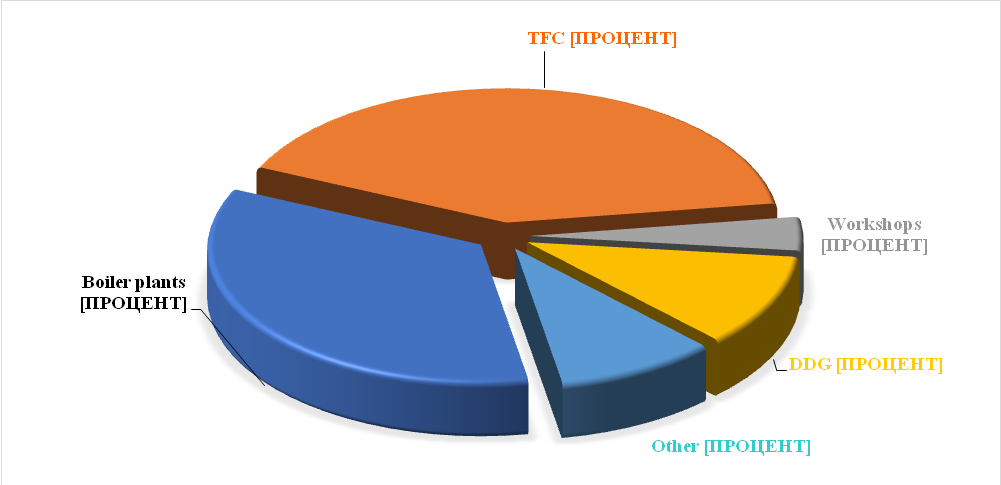 TFC [ПРОЦЕНТ]
Workshops
[ПРОЦЕНТ]
Boiler plants
[ПРОЦЕНТ]
DDG [ПРОЦЕНТ]
Other [ПРОЦЕНТ]